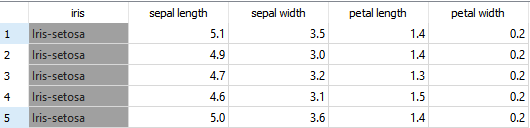 iris sepal length sepal width petal length petal width
1 Iris-setosa 5.1 3.5 1.4 0.2
2 Iris-setosa 4.9 3.0 1.4 0.2
3 Iris-setosa 4.7 3.2 1.3 0.2
4 Iris-setosa 4.6 3.1 1.5 0.2
5 Iris-setosa 5.0 3.6 1.4 0.2